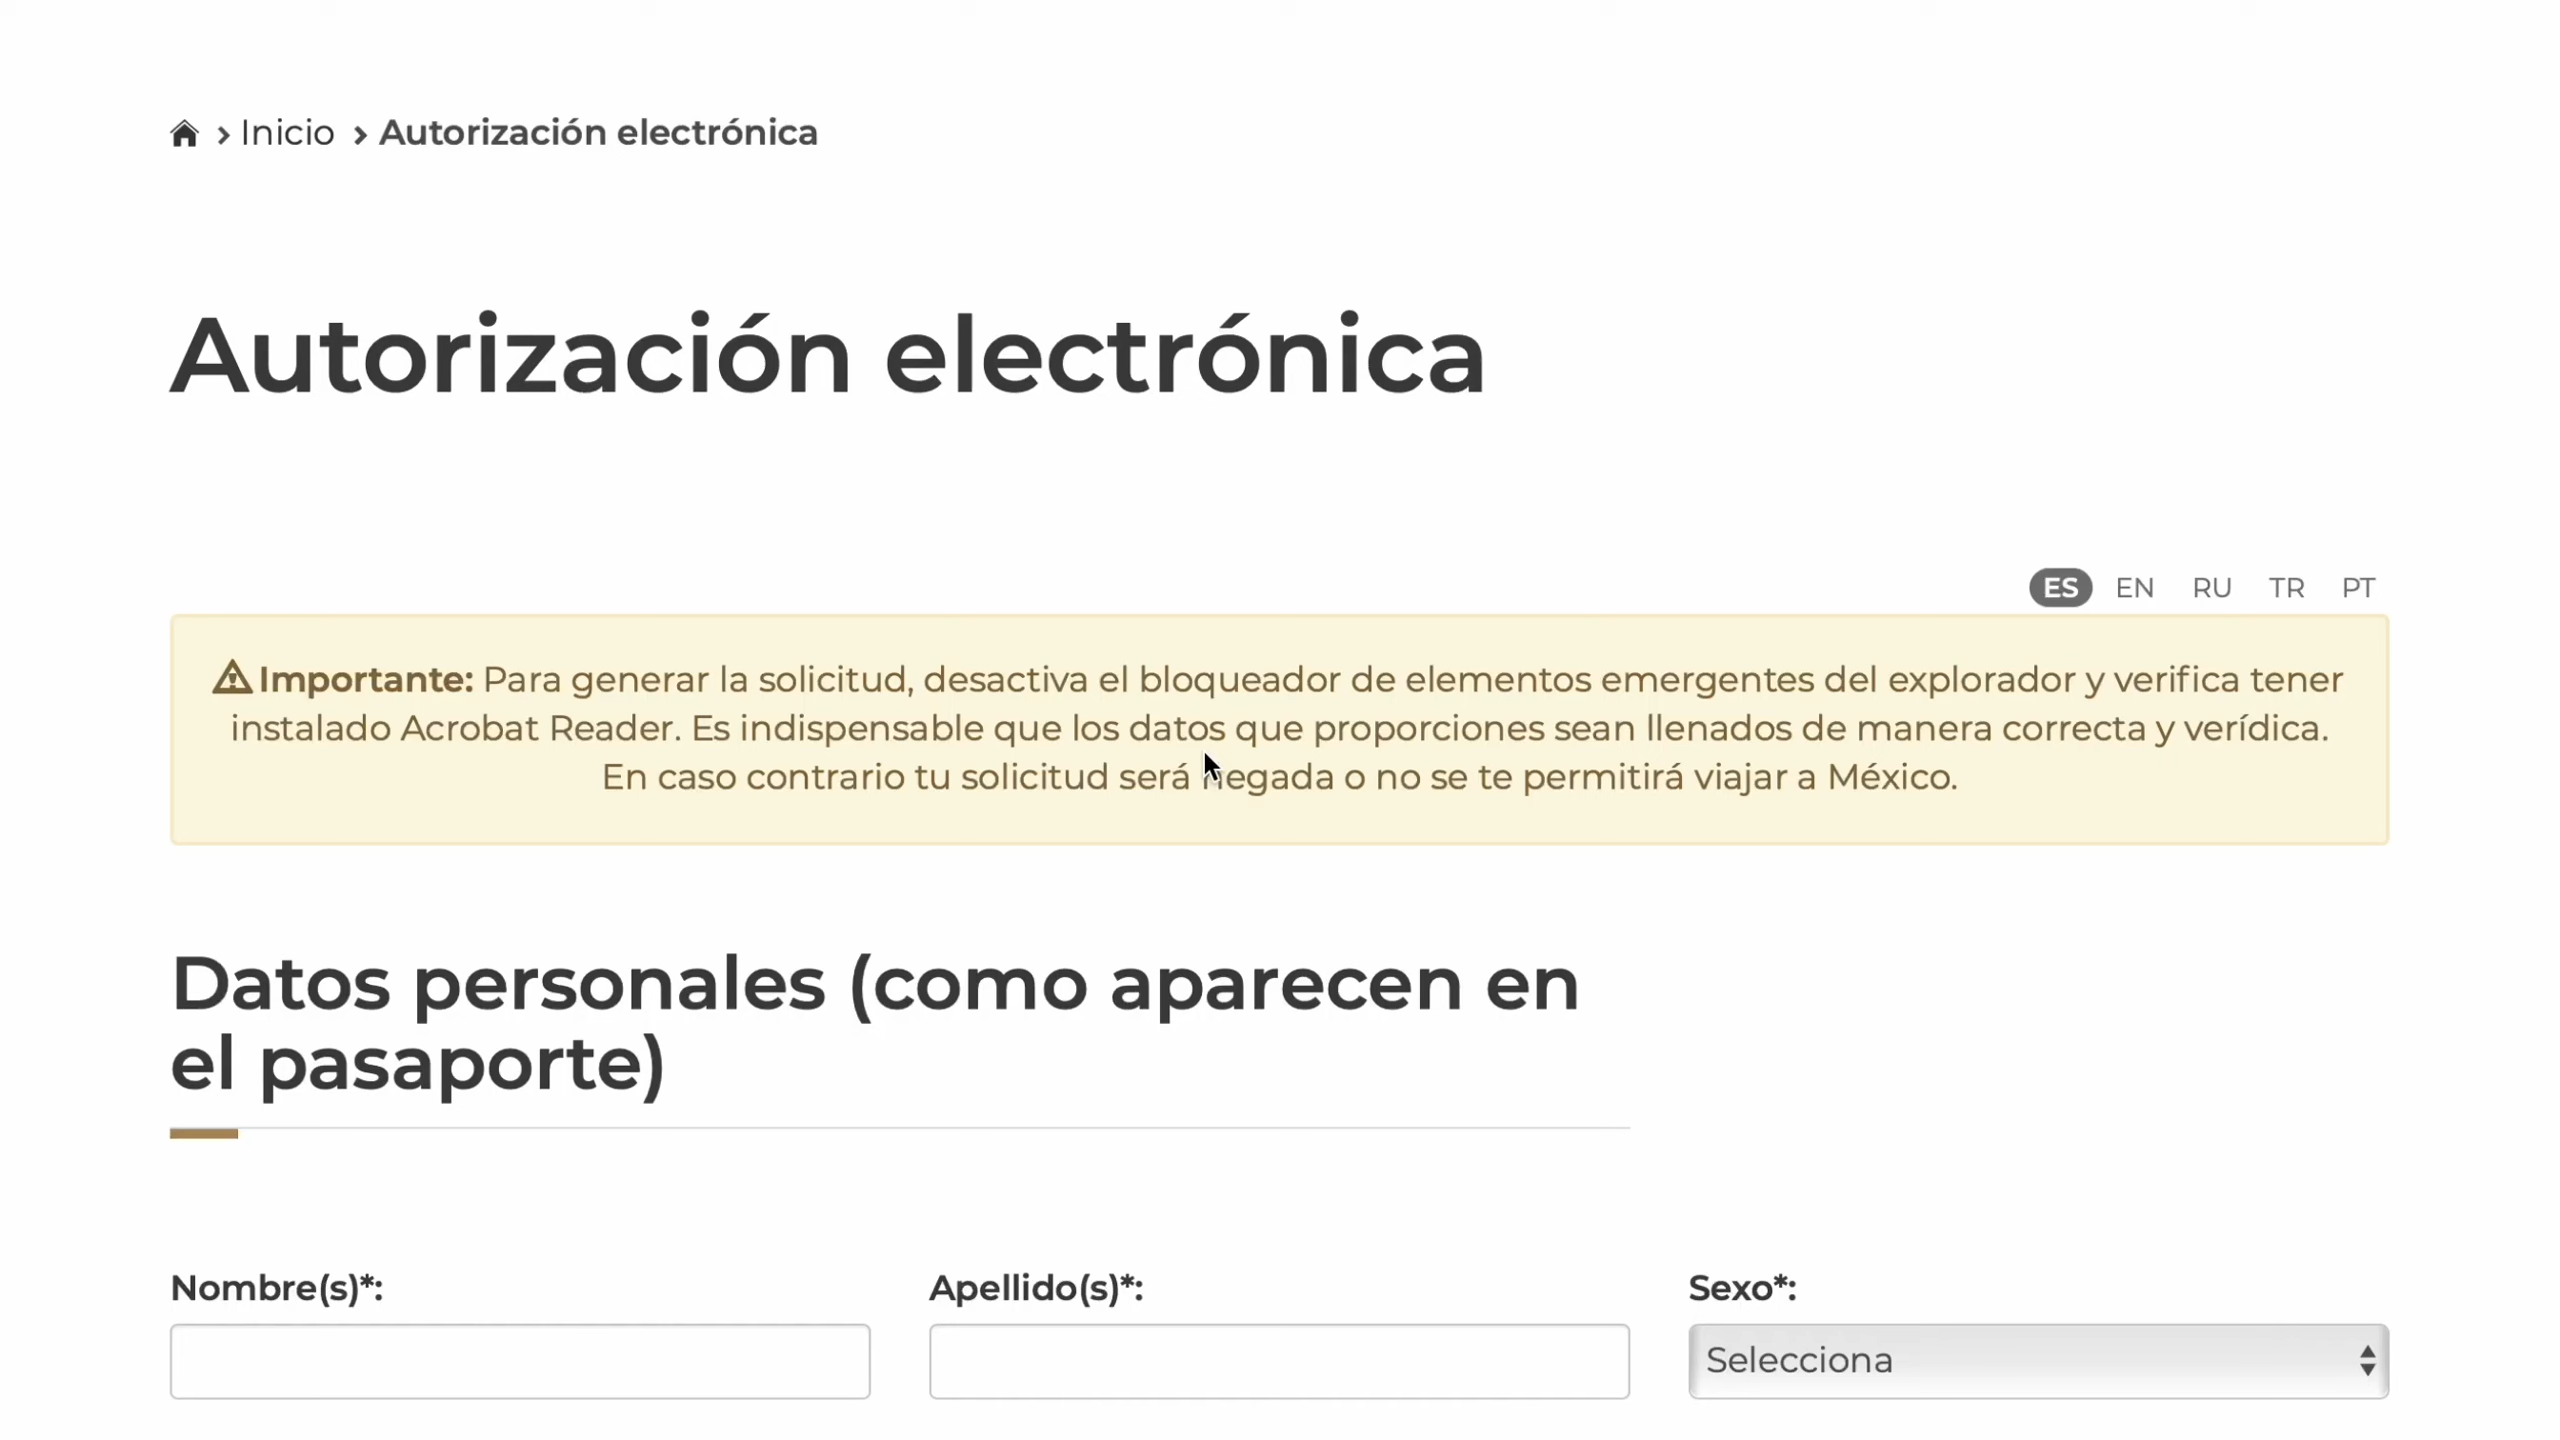 Inicio > Autorización electrónica
Autorización electrónica
ES EN RU TR PT
Importante: Para generar la solicitud, desactiva el bloqueador de elementos emergentes del explorador y verifica tener
instalado Acrobat Reader. Es indispensable que los datos que proporciones sean llenados de manera correcta y verídica.
En caso contrario tu solicitud será negada o no se te permitirá viajar a México.
Datos personales (como aparecen en
el pasaporte)
Nombre(s)*: Apellido(s)*: Sexo*:
Selecciona